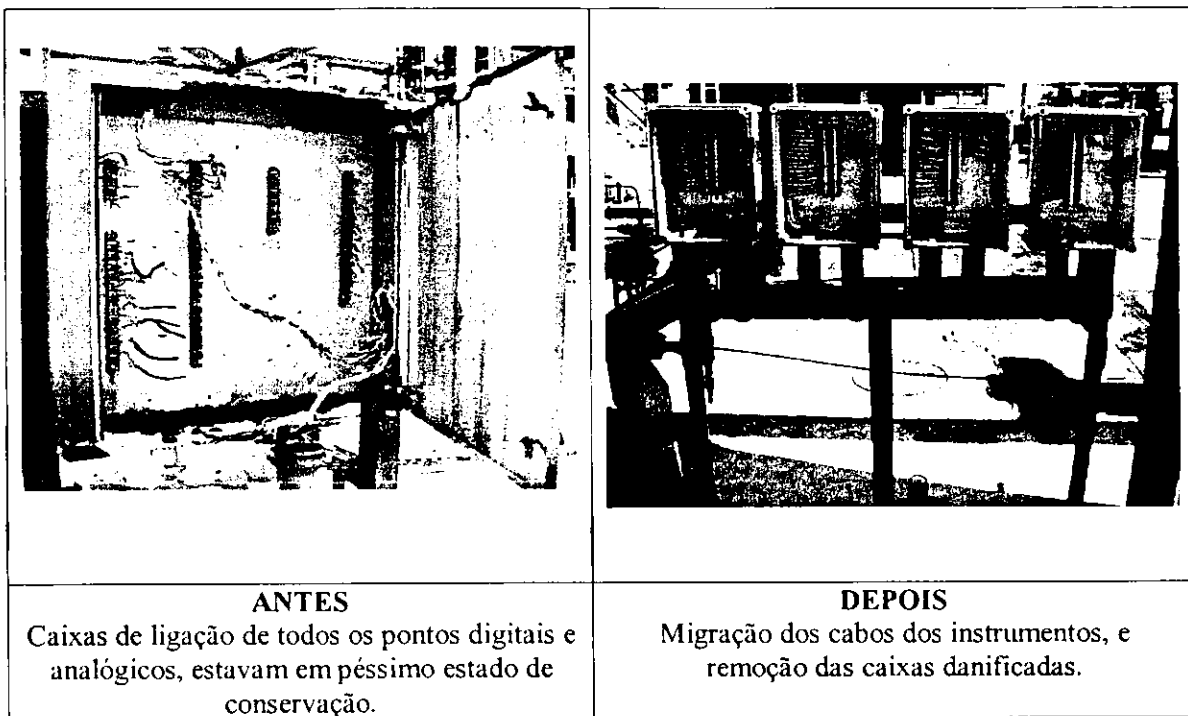 ANTES
Caixas de ligação de todos os pontos digitais e
analógicos, estavam em péssimo estado de
conservação.
DEPOIS
Migração dos cabos dos instrumentos, e
remoção das caixas danificadas.